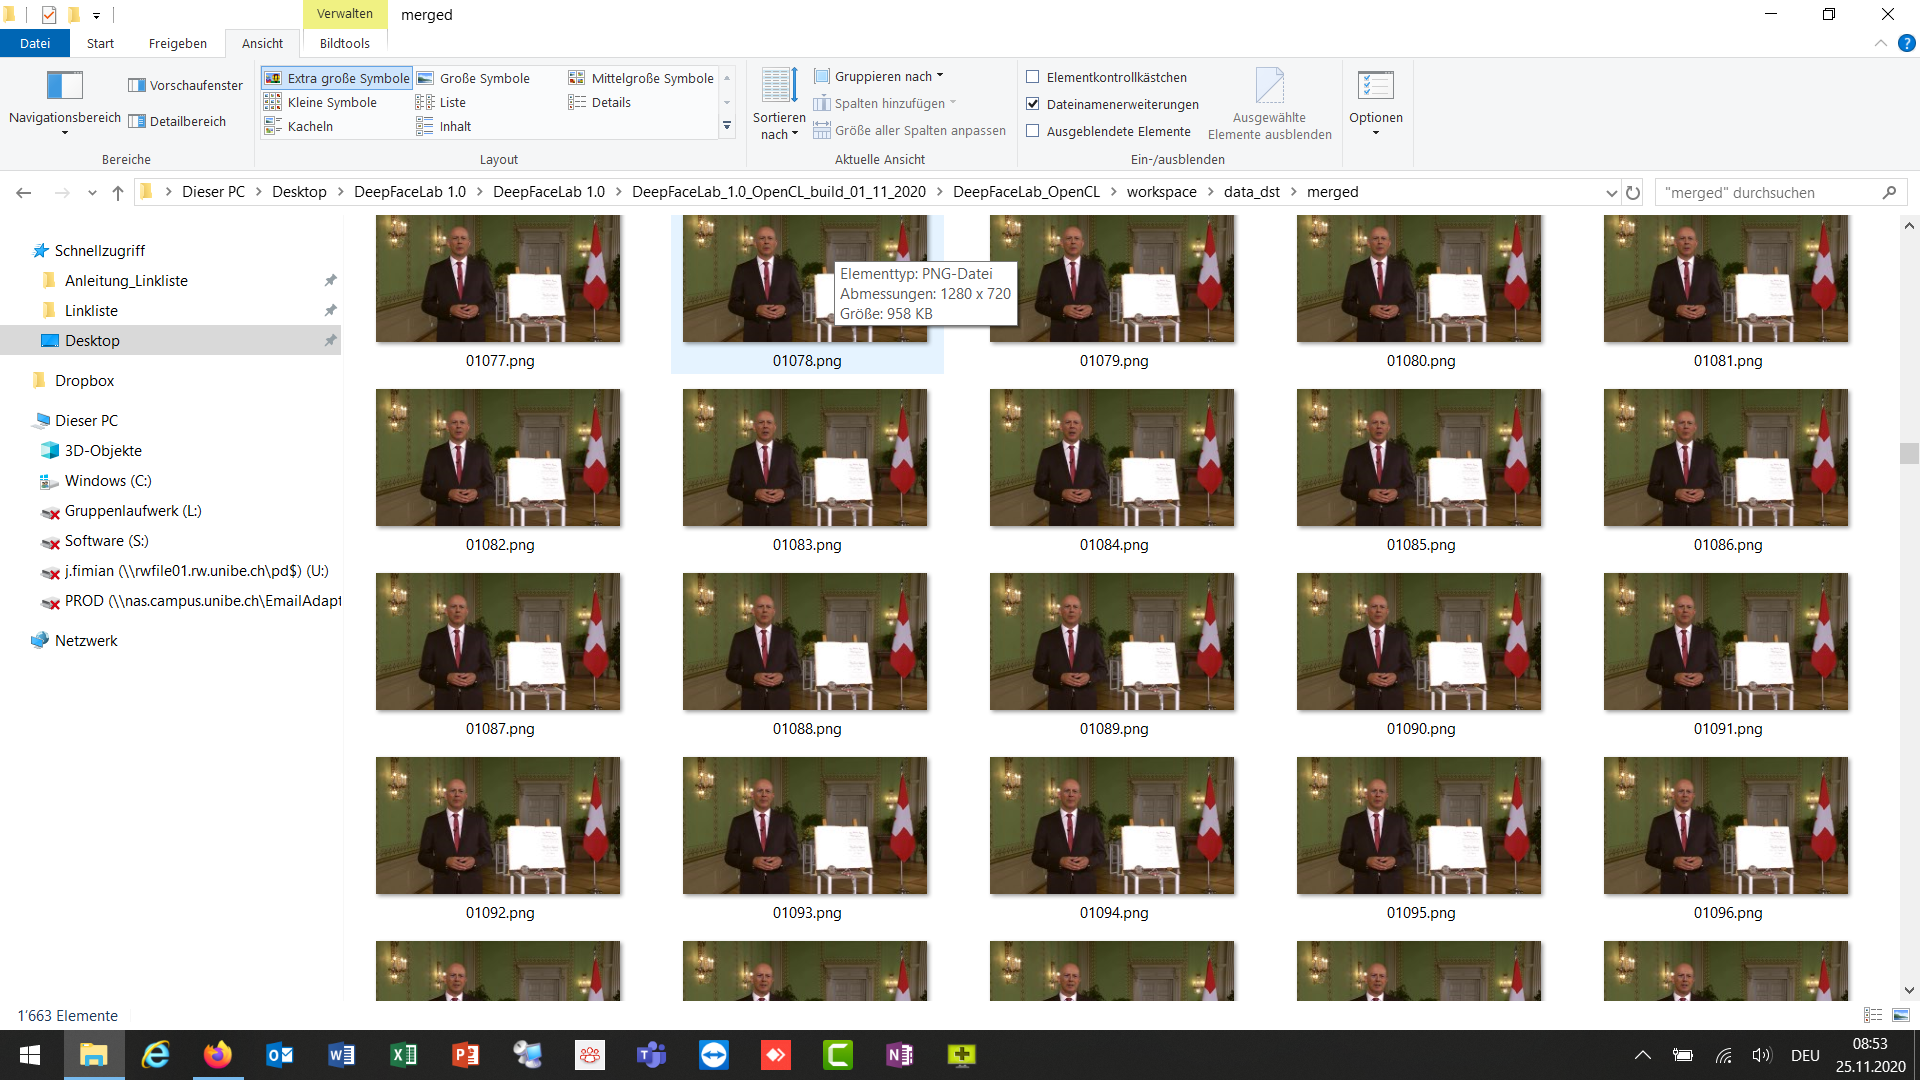 Verwalten
merged
Datei
Start
Freigeben
Ansicht
Bildtools
Navigationsbereich
Vorschaufenster
Detailbereich
Bereiche
Extra große Symbole
Große Symbole
Mittelgroße Symbole
Kleine Symbole
Liste
Details
Kacheln
Inhalt
Layout
Sortieren
nach
Gruppieren nach
Spalten hinzufügen
Größe aller Spalten anpassen
Aktuelle Ansicht
Elementkontrollkästchen
Dateinamenerweiterungen
Ausgeblendete Elemente
Ausgewählte
Elemente ausblenden
Ein-/ausblenden
Optionen
Dieser PC > Desktop > DeepFaceLab 1.0 > DeepFaceLab 1.0 > DeepFaceLab_1.0_OpenCL_build_01_11_2020 > DeepFaceLab_OpenCL > workspace > data_dst > merged
"merged" durchsuchen
Schnellzugriff
Anleitung_Linkliste
Linkliste
Desktop
Dropbox
Dieser PC
3D-Objekte
Windows (C:)
Gruppenlaufwerk (L:)
Software (S:)
j.fimian (\\rwfile01.rw.unibe.ch\pd$) (U:)
PROD (\\nas.campus.unibe.ch\EmailAdapt
Netzwerk
Elementtyp: PNG-Datei
Abmessungen: 1280 x 720
Größe: 958 KB
01077.png
01078.png
01079.png
01080.png
01081.png
01082.png
01083.png
01084.png
01085.png
01086.png
01087.png
01088.png
01089.png
01090.png
01091.png
01092.png
01093.png
01094.png
01095.png
01096.png
1'663 Elemente
DEU
08:53
25.11.2020